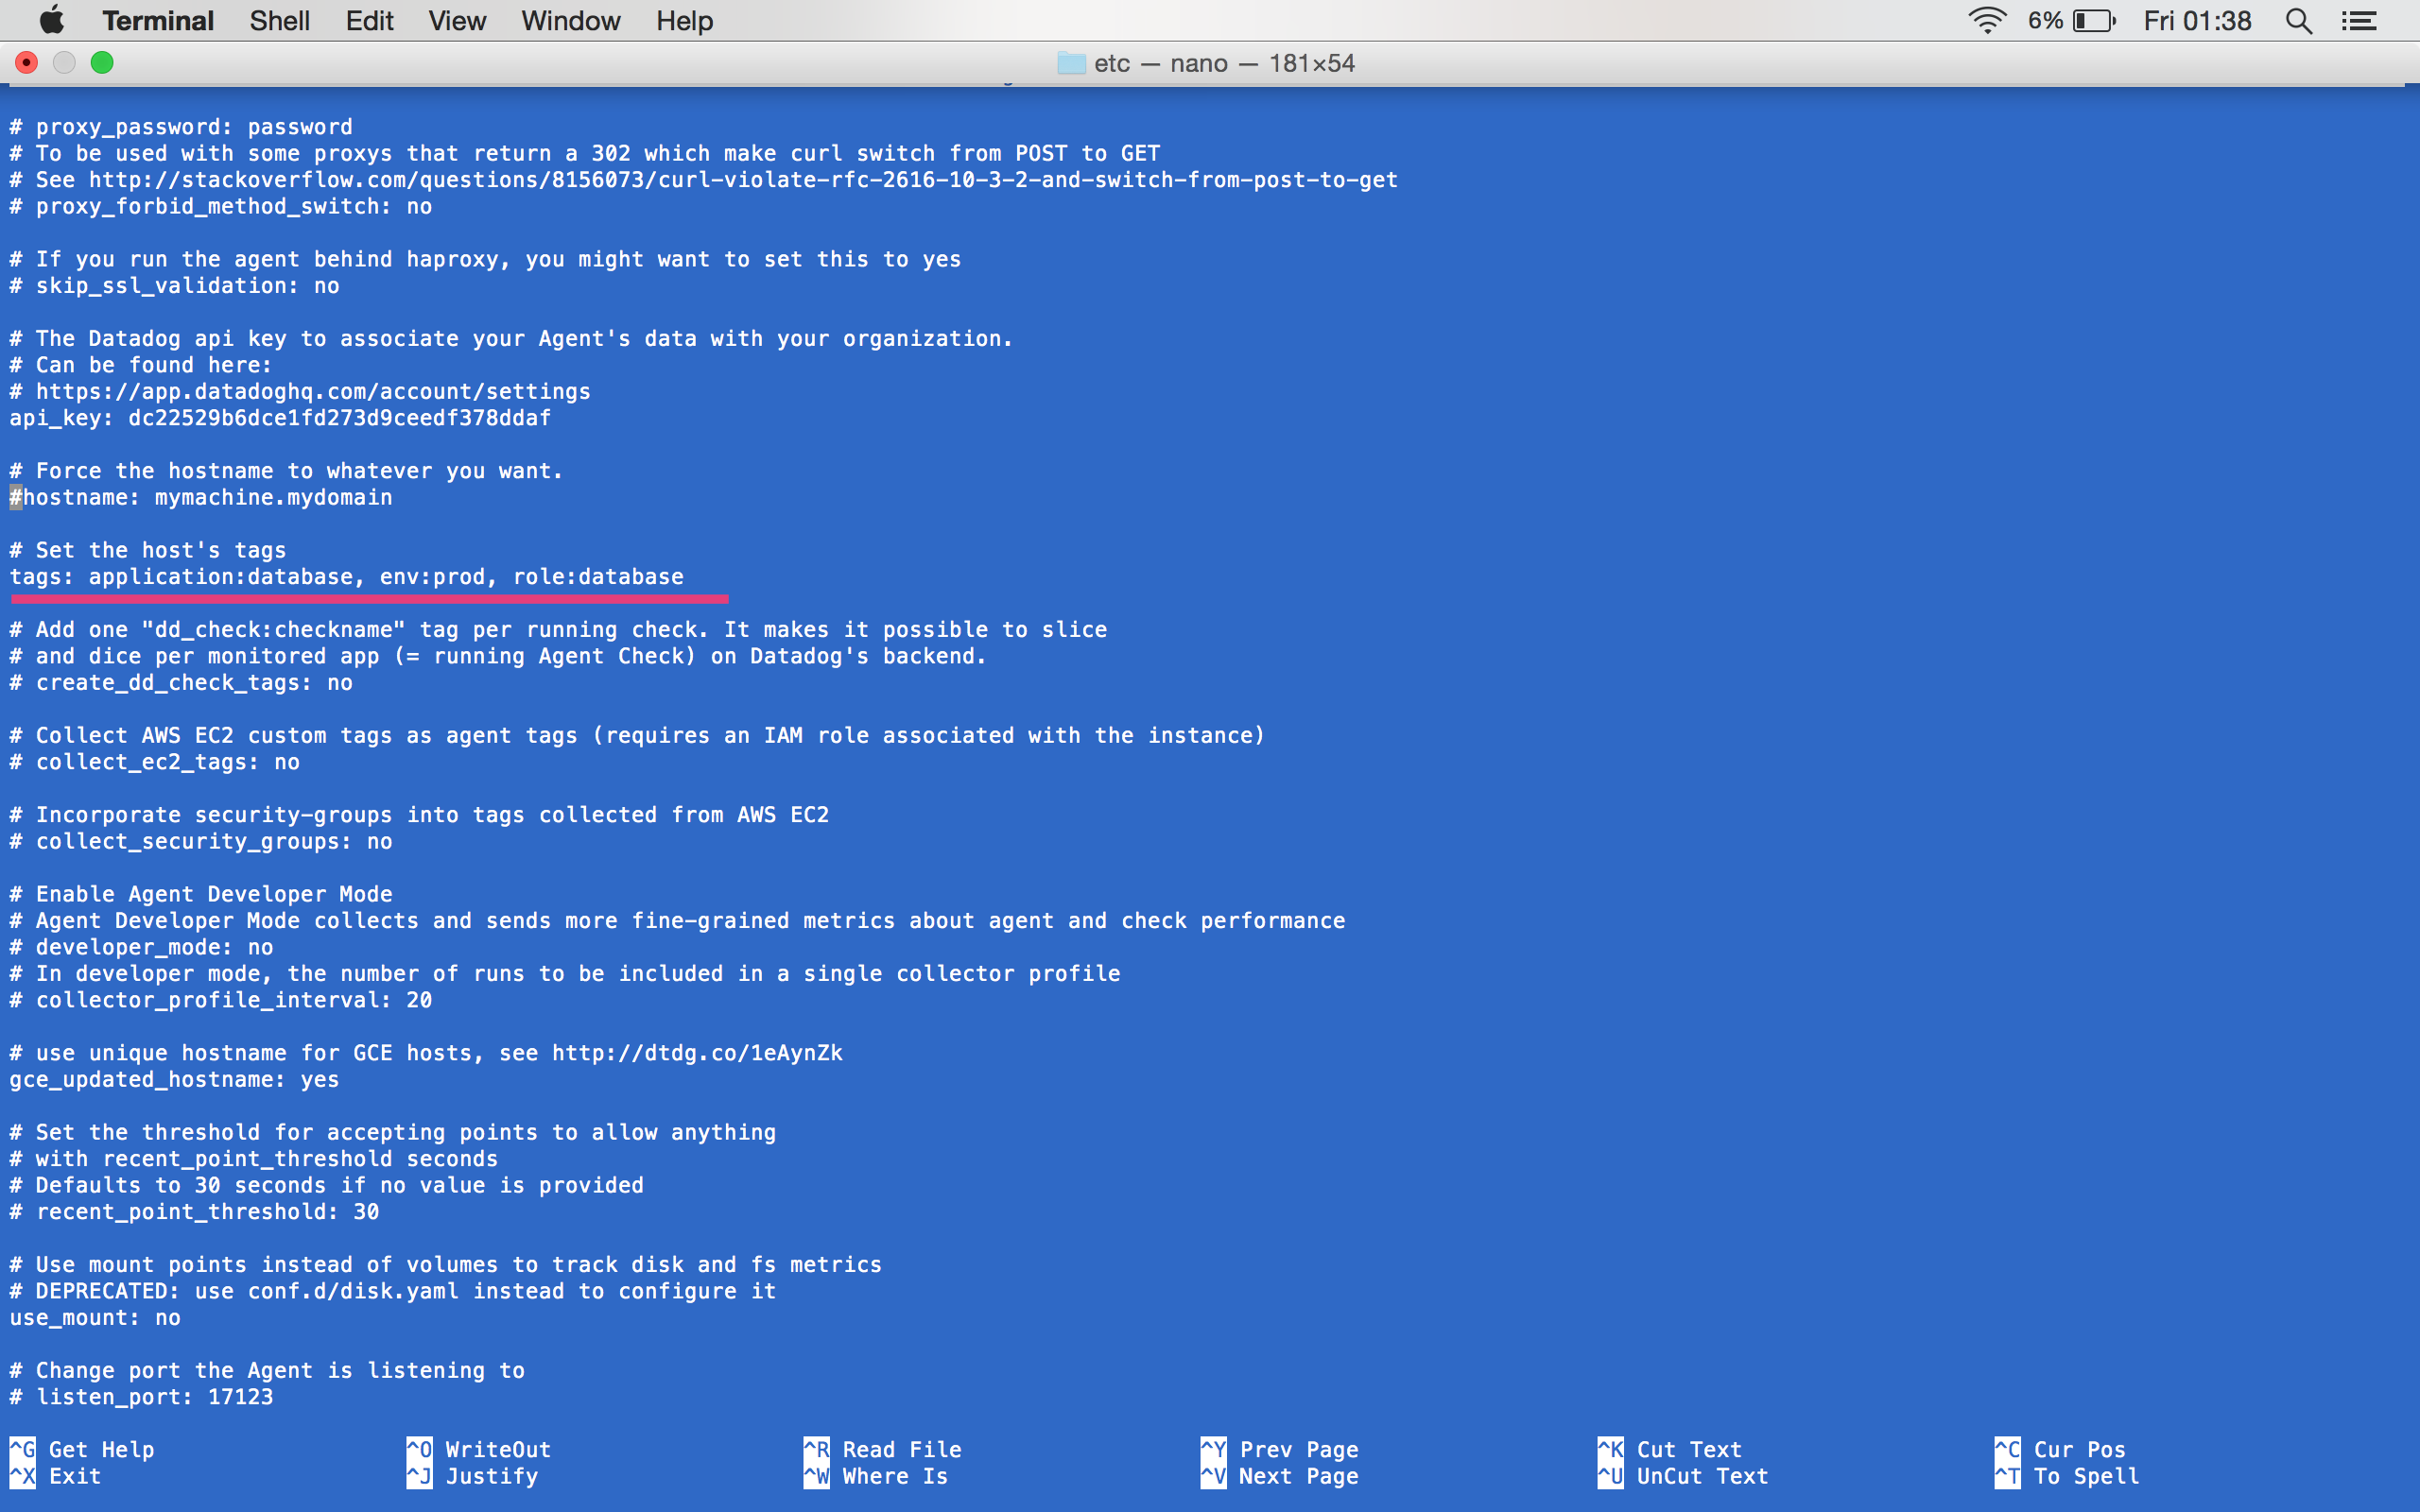 Terminal Shell Edit View Window Help 6% Fri 01:38
etc — nano — 181×54
# proxy_password: password
# To be used with some proxys that return a 302 which make curl switch from POST to GET
# See http://stackoverflow.com/questions/8156073/curl-violate-rfc-2616-10-3-2-and-switch-from-post-to-get
# proxy_forbid_method_switch: no
# If you run the agent behind haproxy, you might want to set this to yes
# skip_ssl_validation: no
# The Datadog api key to associate your Agent's data with your organization.
# Can be found here:
# https://app.datadoghq.com/account/settings
api_key: dc22529b6dce1fd273d9ceedf378ddaf
# Force the hostname to whatever you want.
#hostname: mymachine.mydomain
# Set the host's tags
tags: application:database, env:prod, role:database
# Add one "dd_check:checkname" tag per running check. It makes it possible to slice
# and dice per monitored app (= running Agent Check) on Datadog's backend.
# create_dd_check_tags: no
# Collect AWS EC2 custom tags as agent tags (requires an IAM role associated with the instance)
# collect_ec2_tags: no
# Incorporate security-groups into tags collected from AWS EC2
# collect_security_groups: no
# Enable Agent Developer Mode
# Agent Developer Mode collects and sends more fine-grained metrics about agent and check performance
# developer_mode: no
# In developer mode, the number of runs to be included in a single collector profile
# collector_profile_interval: 20
# use unique hostname for GCE hosts, see http://dtdg.co/1eAynZk
gce_updated_hostname: yes
# Set the threshold for accepting points to allow anything
# with recent_point_threshold seconds
# Defaults to 30 seconds if no value is provided
# recent_point_threshold: 30
# Use mount points instead of volumes to track disk and fs metrics
# DEPRECATED: use conf.d/disk.yaml instead to configure it
use_mount: no
# Change port the Agent is listening to
# listen_port: 17123
^G Get Help ^O WriteOut ^R Read File ^Y Prev Page ^K Cut Text ^C Cur Pos
^X Exit ^J Justify ^W Where Is ^V Next Page ^U UnCut Text ^T To Spell